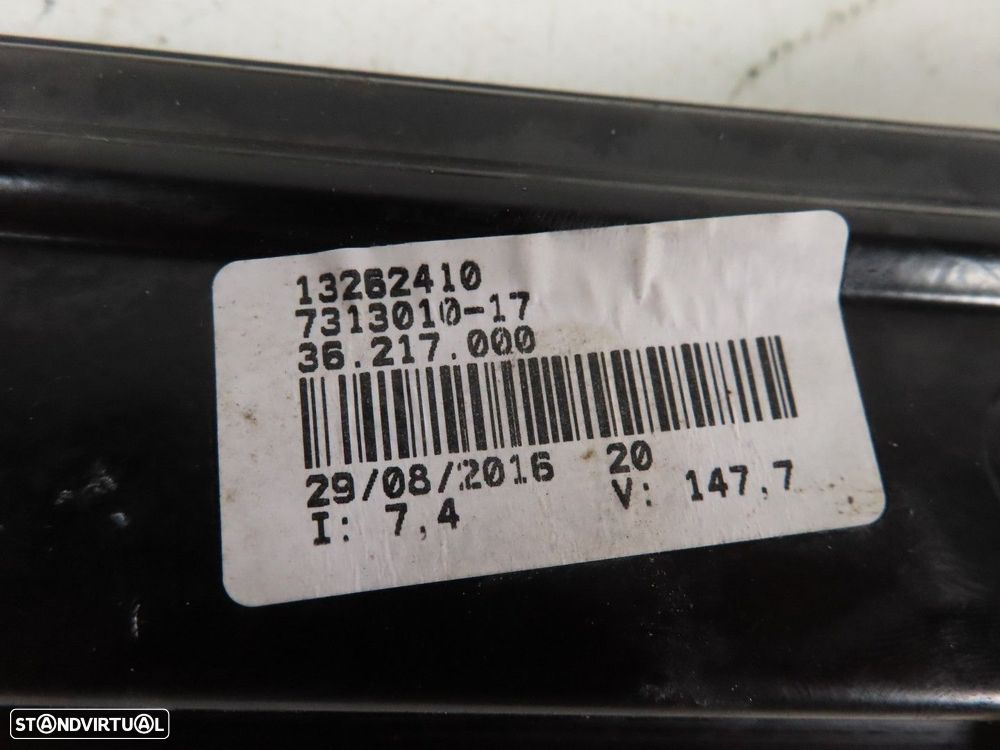 13262410
7313010-17
36.217.000
29/08/2016 20
I: 7,4 V: 147,7
STANDVIRTUAL